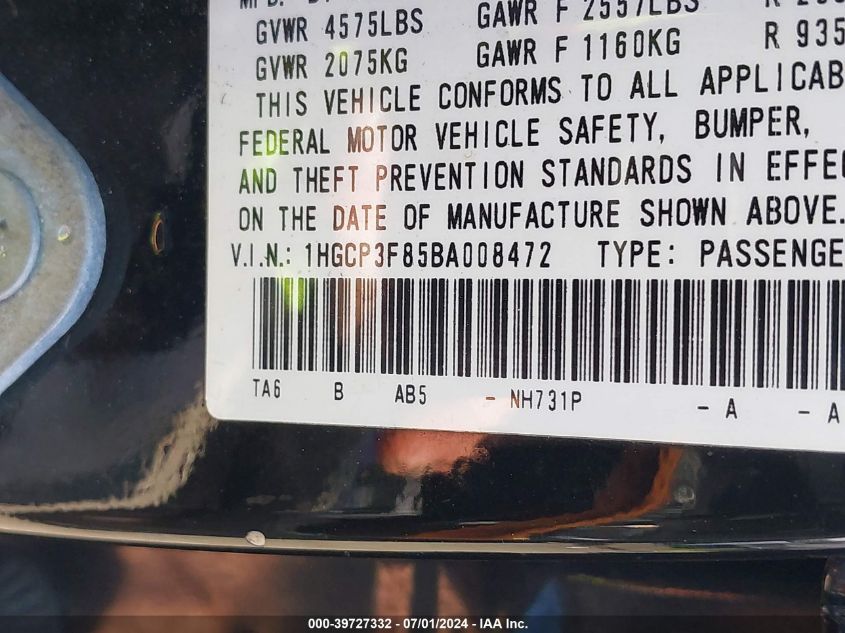 GVWR 4575LBS GAWR F 2557LBS R
GVWR 2075KG GAWR F 1160KG R 935
THIS VEHICLE CONFORMS TO ALL APPLICAB
FEDERAL MOTOR VEHICLE SAFETY, BUMPER,
AND THEFT PREVENTION STANDARDS IN EFFEC
ON THE DATE OF MANUFACTURE SHOWN ABOVE.
V.I.N.: 1HGCP3F85BA008472 TYPE: PASSENGE
TA6 B AB5 - NH731P - A - A
000-39727332 - 07/01/2024 - IAA Inc.